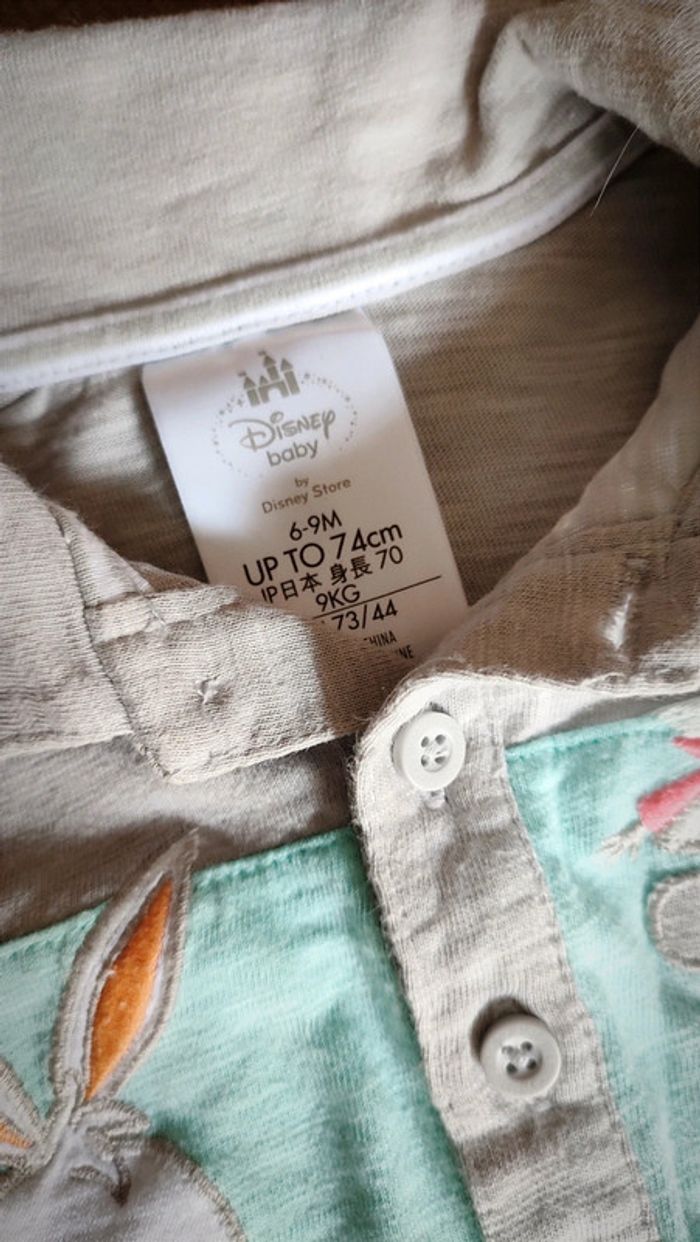 Disney
baby
by
Disney Store
6-9M
UP TO 74cm
JP日本 身長 70
9KG
73/44